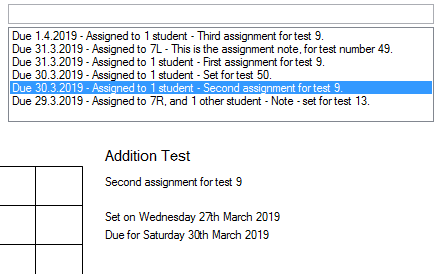 Due 1.4.2019 - Assigned to 1 student - Third assignment for test 9.
Due 31.3.2019 - Assigned to 7L - This is the assignment note, for test number 49.
Due 31.3.2019 - Assigned to 1 student - First assignment for test 9.
Due 30.3.2019 - Assigned to 1 student - Set for test 50.
Due 30.3.2019 - Assigned to 1 student - Second assignment for test 9.
Due 29.3.2019 - Assigned to 7R, and 1 other student - Note - set for test 13.
Addition Test
Second assignment for test 9
Set on Wednesday 27th March 2019
Due for Saturday 30th March 2019